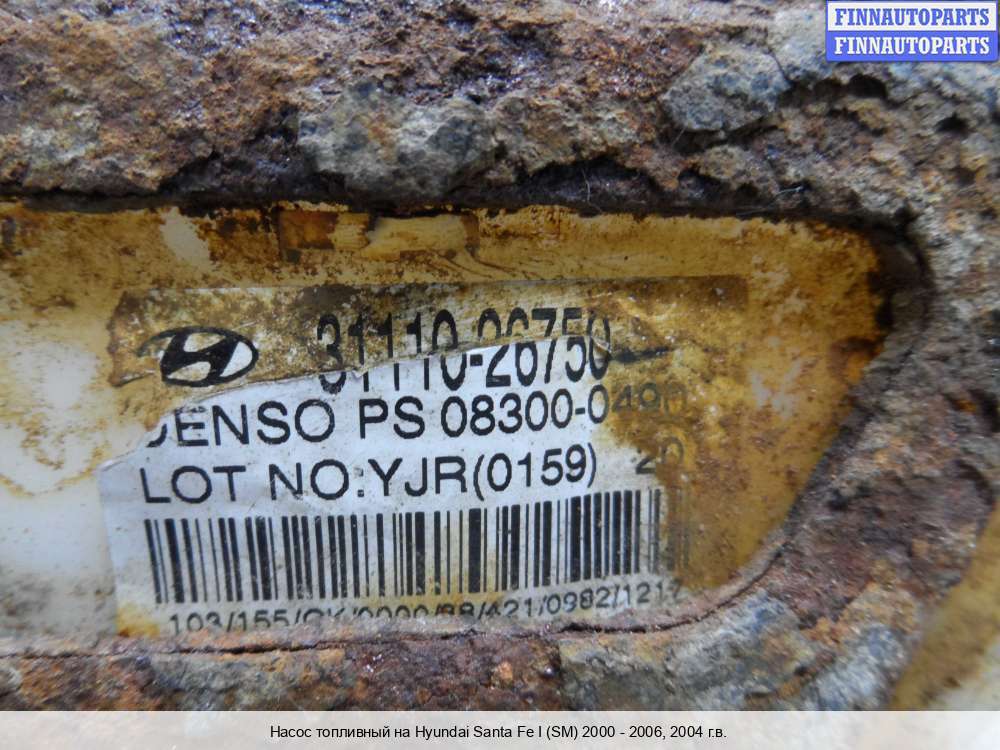 FINNAUTOPARTS
FINNAUTOPARTS
31110-26750
DENSO PS 08300-0490
LOT NO:YJR(0159) 20
Насос топливный на Hyundai Santa Fe I (SM) 2000 - 2006, 2004 г.в.